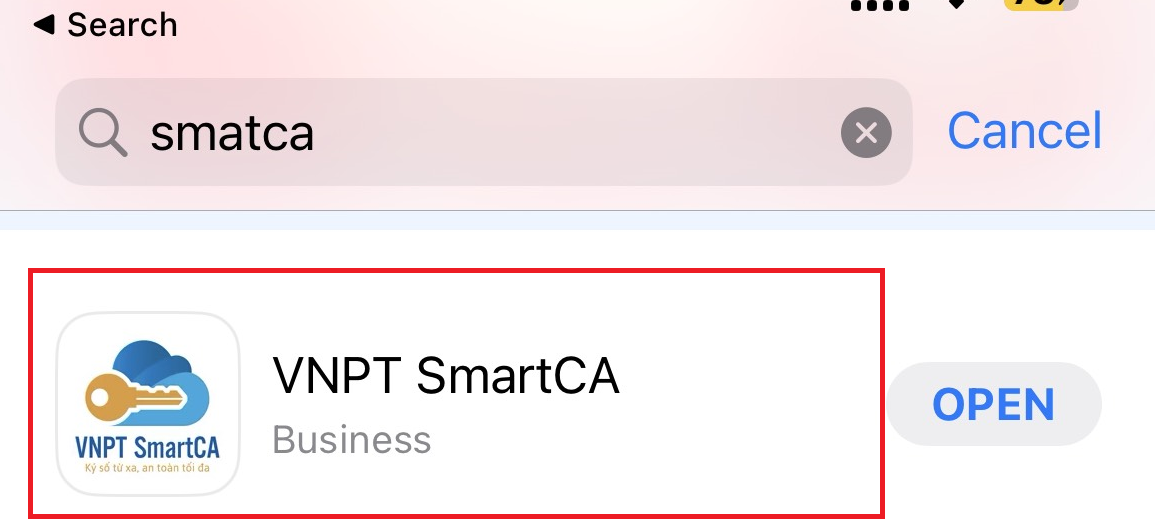 Search
smatca
Cancel
VNPT SmartCA
Business
OPEN
VNPT SmartCA
Ký số từ xa, an toàn tối đa